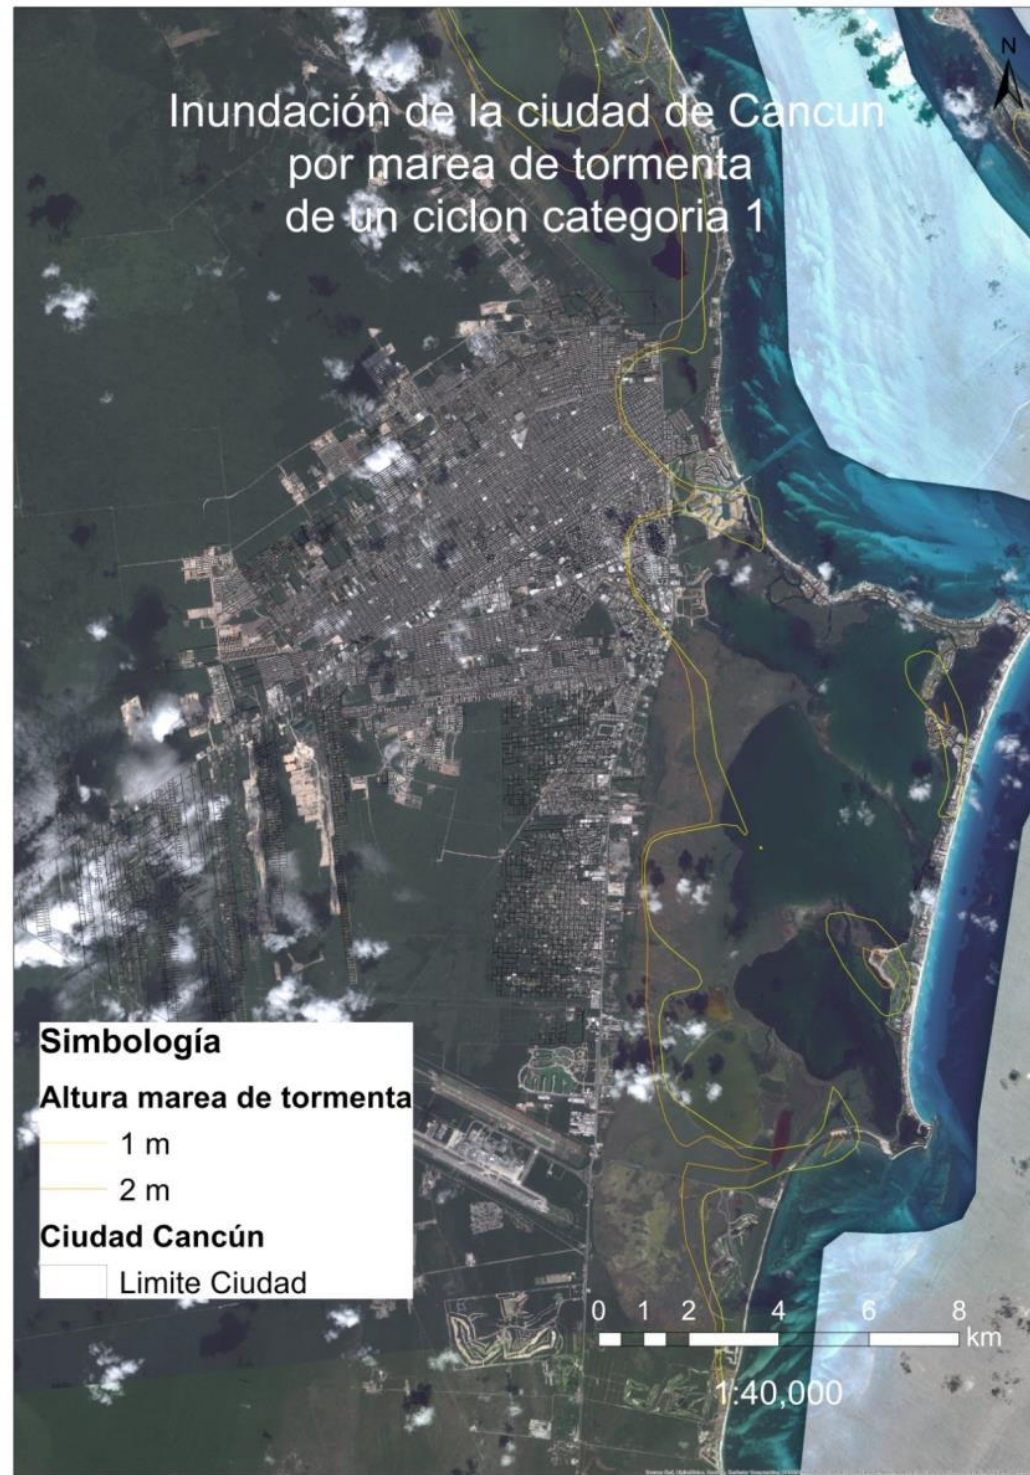 N
Inundación de la ciudad de Cancun
por marea de tormenta
de un ciclon categoria 1
Simbología
Altura marea de tormenta
1 m
2 m
Ciudad Cancún
Limite Ciudad
0 1 2 4 6 8
km
1:40,000